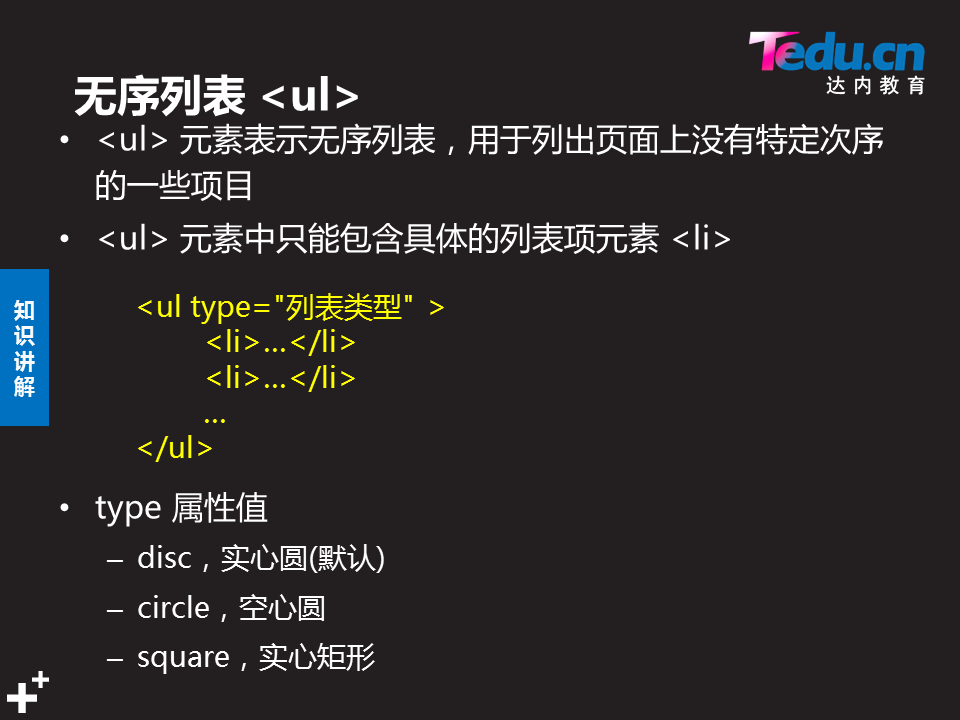 Tedu.cn
达内教育
无序列表 <ul>
• <ul> 元素表示无序列表，用于列出页面上没有特定次序
的一些项目
• <ul> 元素中只能包含具体的列表项元素 <li>
知识讲解
<ul type="列表类型" >
<li>…</li>
<li>…</li>
…
</ul>
• type 属性值
– disc，实心圆(默认)
– circle，空心圆
– square，实心矩形